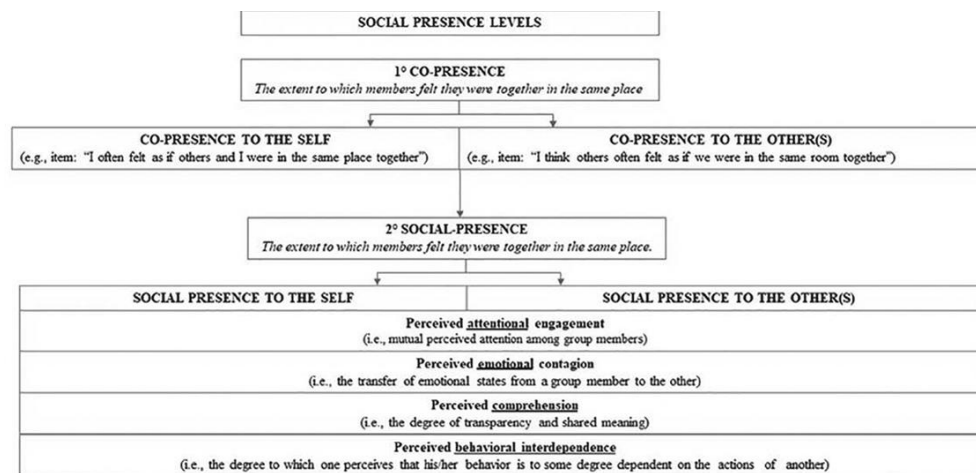 SOCIAL PRESENCE LEVELS
1° CO-PRESENCE
The extent to which members felt they were together in the same place
CO-PRESENCE TO THE SELF
(e.g., item: “I often felt as if others and I were in the same place together”)
CO-PRESENCE TO THE OTHER(S)
(e.g., item: “I think others often felt as if we were in the same room together”)
2° SOCIAL-PRESENCE
The extent to which members felt they were together in the same place.
SOCIAL PRESENCE TO THE SELF
SOCIAL PRESENCE TO THE OTHER(S)
Perceived attentional engagement
(i.e., mutual perceived attention among group members)
Perceived emotional contagion
(i.e., the transfer of emotional states from a group member to the other)
Perceived comprehension
(i.e., the degree of transparency and shared meaning)
Perceived behavioral interdependence
(i.e., the degree to which one perceives that his/her behavior is to some degree dependent on the actions of another)